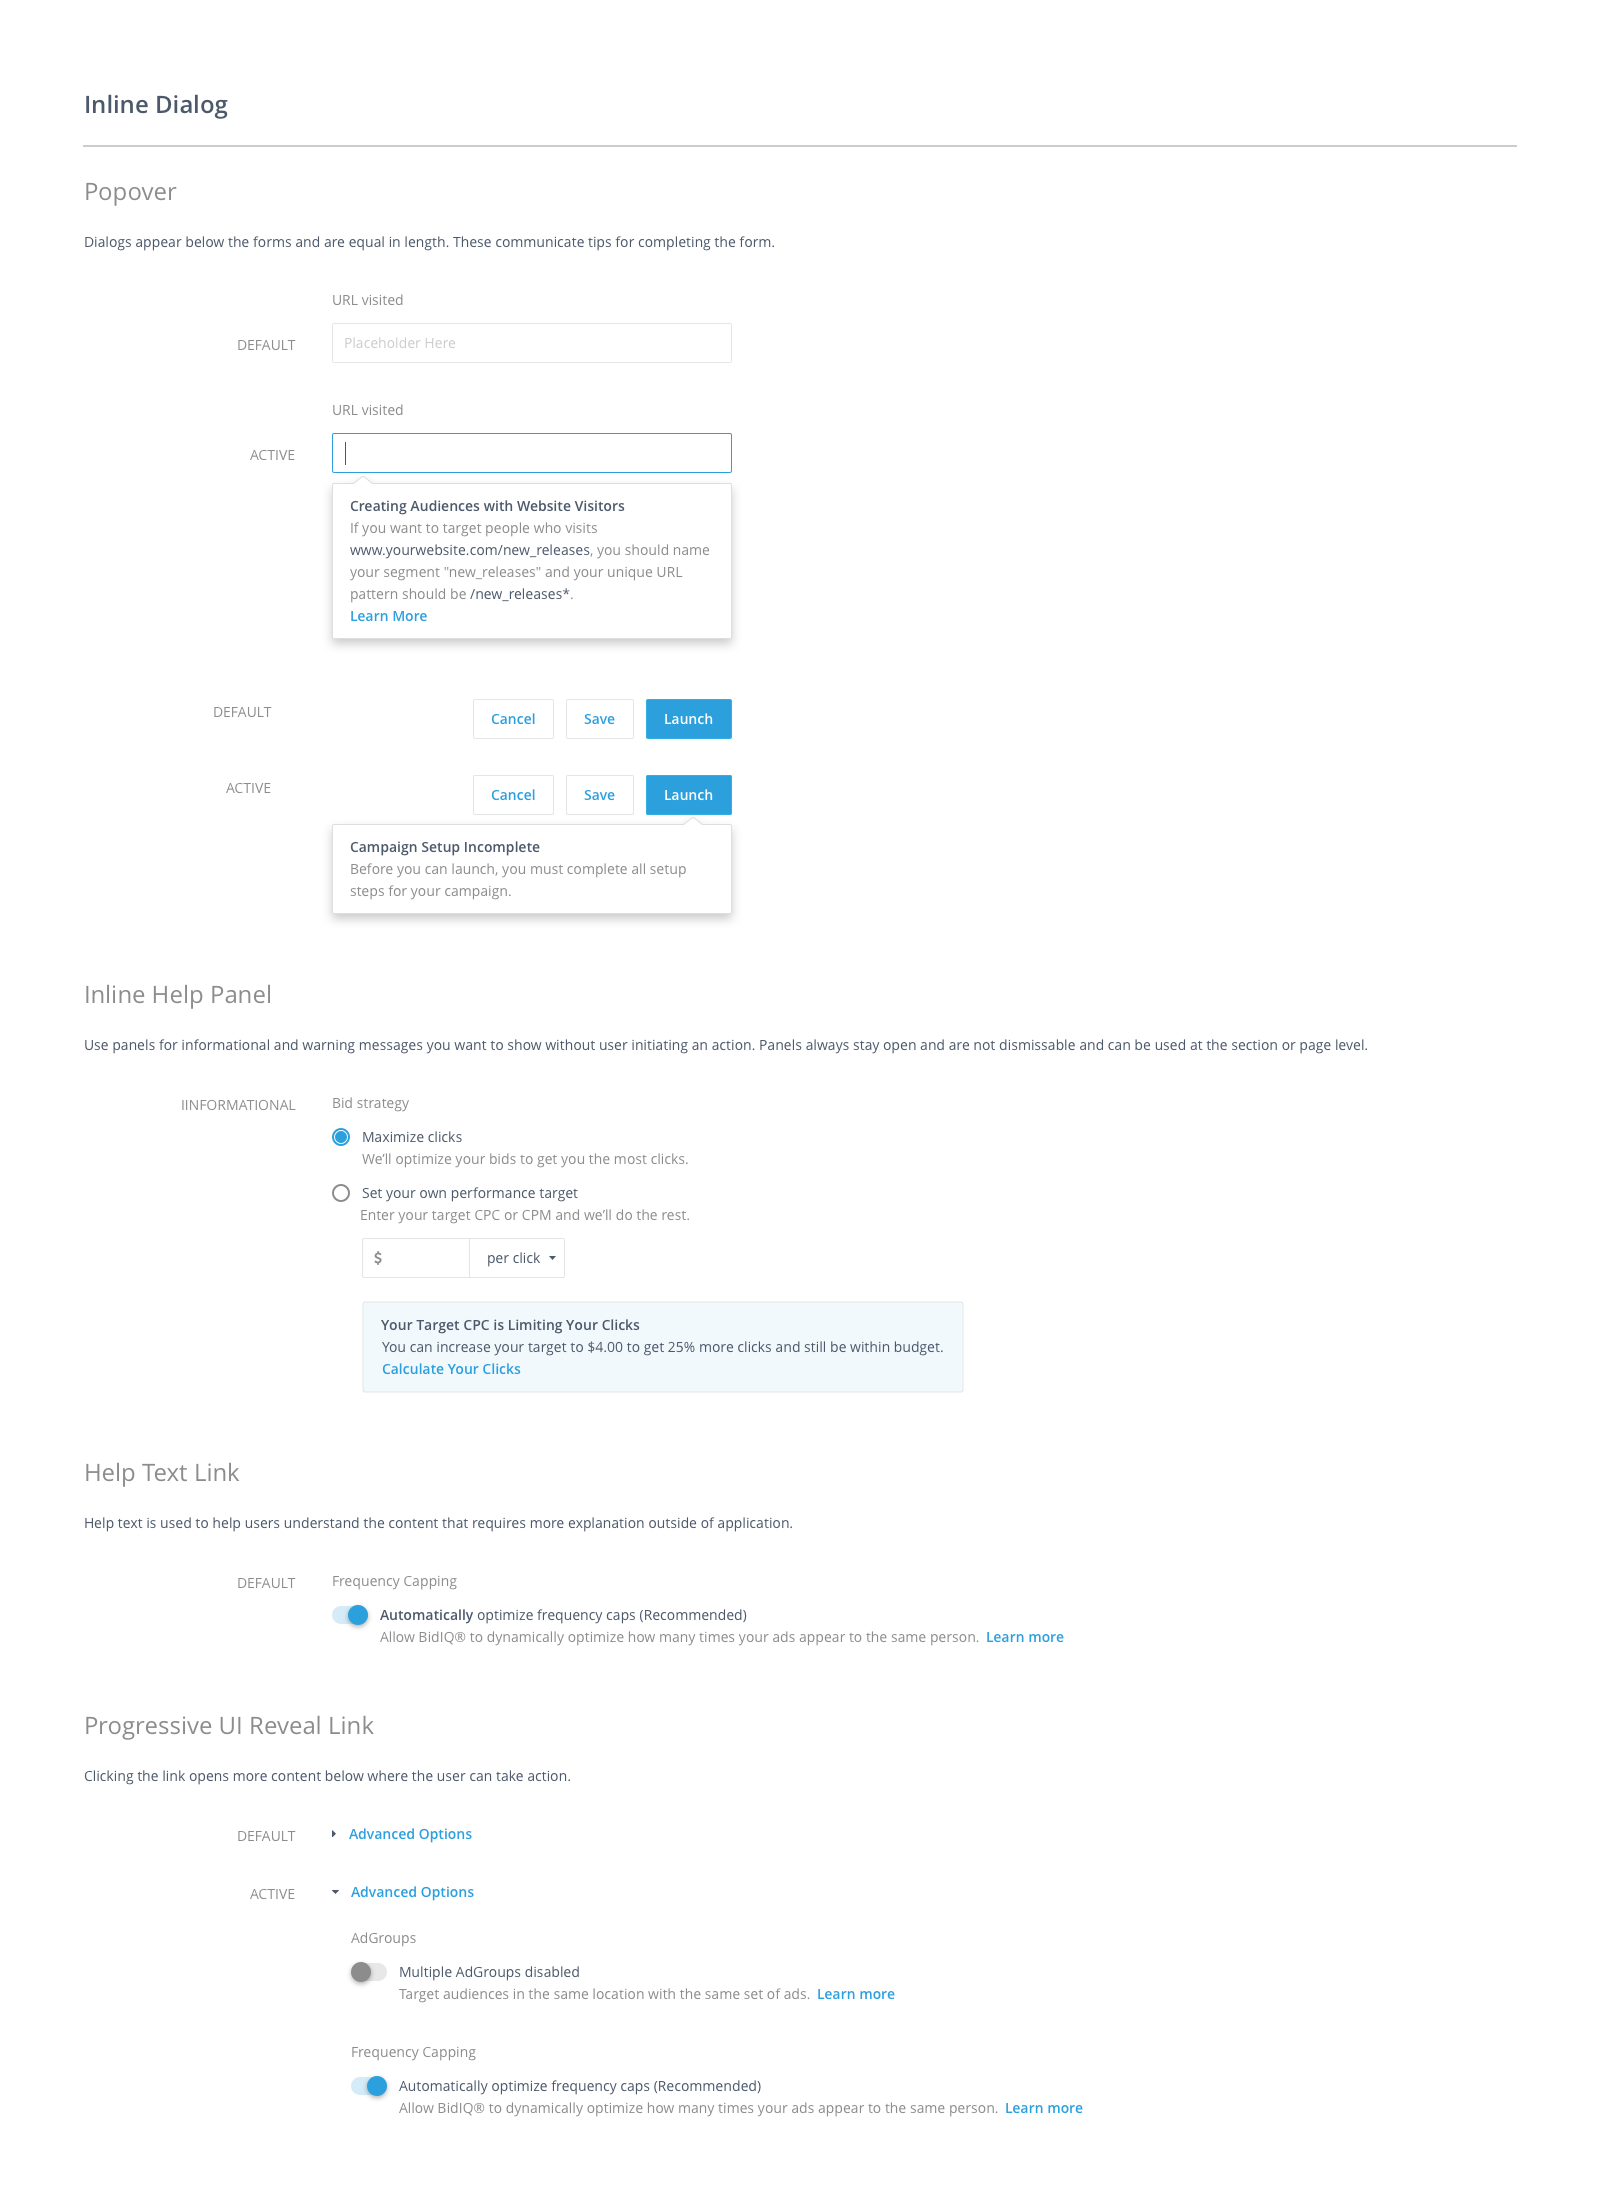 Inline Dialog
Popover
Dialogs appear below the forms and are equal in length. These communicate tips for completing the form.
URL visited
DEFAULT
Placeholder Here
URL visited
ACTIVE
Creating Audiences with Website Visitors
If you want to target people who visits
www.yourwebsite.com/new_releases, you should name
your segment "new_releases" and your unique URL
pattern should be /new_releases*.
Learn More
DEFAULT
Cancel
Save
Launch
ACTIVE
Cancel
Save
Launch
Campaign Setup Incomplete
Before you can launch, you must complete all setup
steps for your campaign.
Inline Help Panel
Use panels for informational and warning messages you want to show without user initiating an action. Panels always stay open and are not dismissable and can be used at the section or page level.
IINFORMATIONAL
Bid strategy
Maximize clicks
We'll optimize your bids to get you the most clicks.
Set your own performance target
Enter your target CPC or CPM and we'll do the rest.
$
per click
Your Target CPC is Limiting Your Clicks
You can increase your target to $4.00 to get 25% more clicks and still be within budget.
Calculate Your Clicks
Help Text Link
Help text is used to help users understand the content that requires more explanation outside of application.
DEFAULT
Frequency Capping
Automatically optimize frequency caps (Recommended)
Allow BidIQ® to dynamically optimize how many times your ads appear to the same person. Learn more
Progressive UI Reveal Link
Clicking the link opens more content below where the user can take action.
DEFAULT
Advanced Options
ACTIVE
Advanced Options
AdGroups
Multiple AdGroups disabled
Target audiences in the same location with the same set of ads. Learn more
Frequency Capping
Automatically optimize frequency caps (Recommended)
Allow BidIQ® to dynamically optimize how many times your ads appear to the same person. Learn more